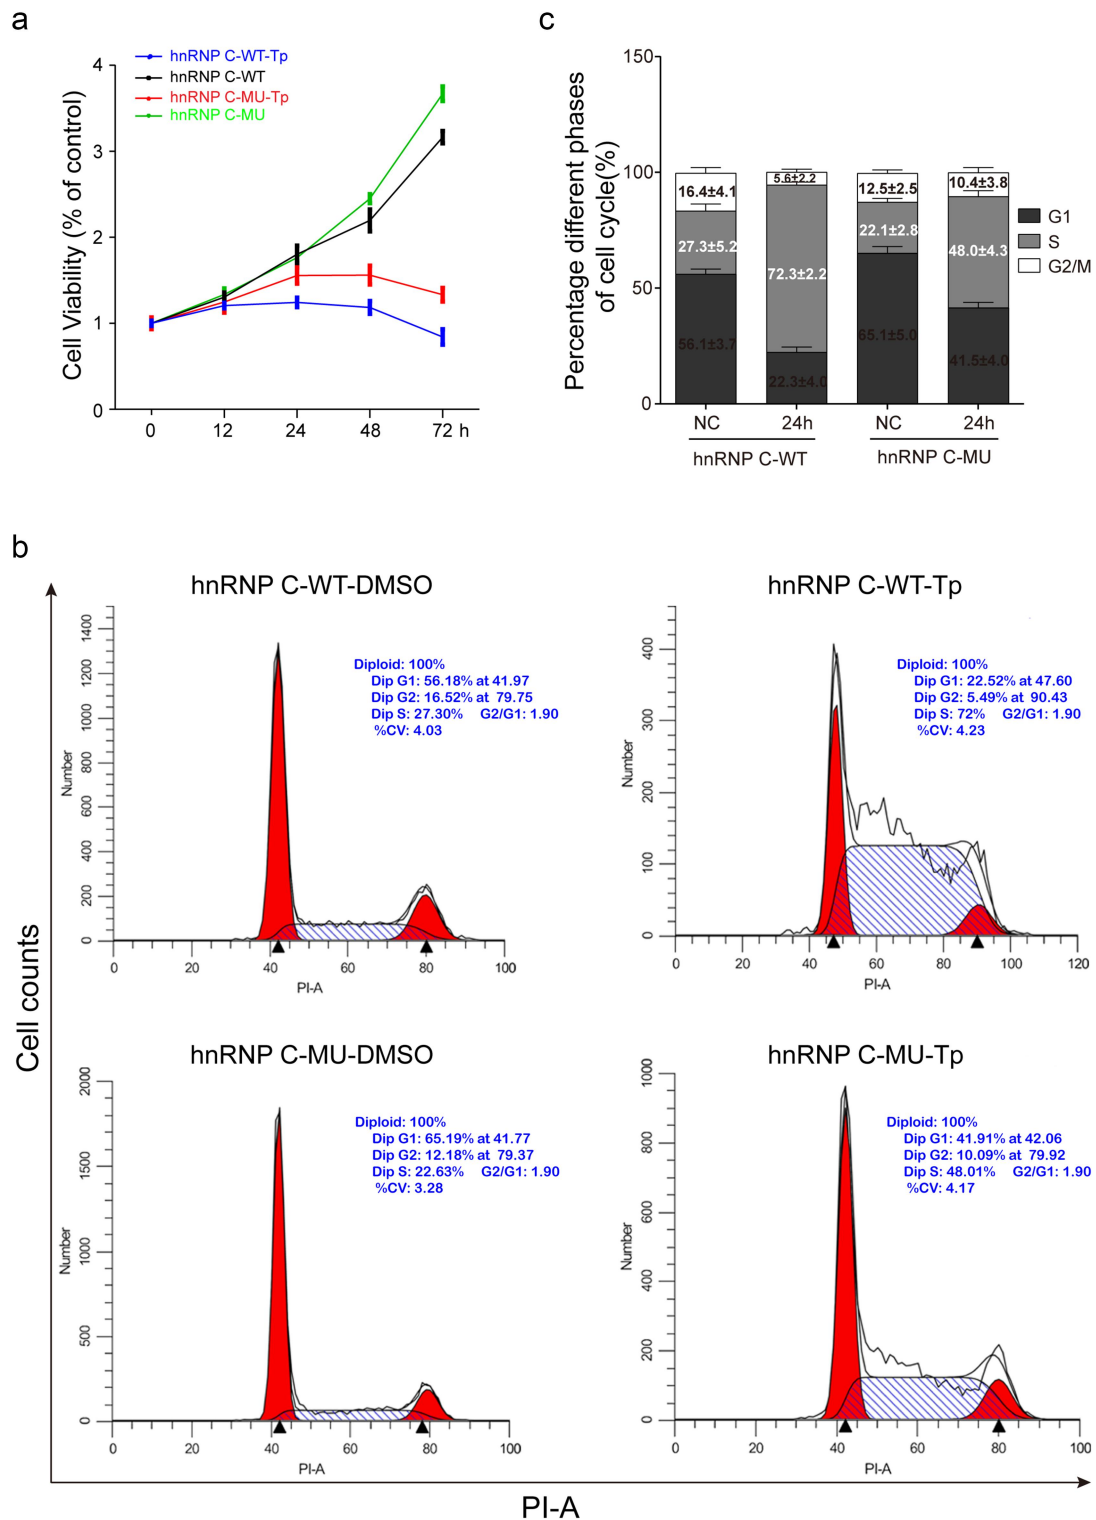 a
hnRNP C-WT-Tp
hnRNP C-WT
hnRNP C-MU-Tp
hnRNP C-MU
Cell Viability (% of control)
4
3
2
1
0
0 12 24 48 72 h
c
Percentage different phases
of cell cycle(%)
150
100
50
0
16.4±4.1
27.3±5.2
56.1±3.7
5.6±2.2
72.3±2.2
22.3±4.0
12.5±2.5
22.1±2.8
65.1±5.0
10.4±3.8
48.0±4.3
41.5±4.0
G1
S
G2/M
NC 24h NC 24h
hnRNP C-WT hnRNP C-MU
b
Cell counts
hnRNP C-WT-DMSO
Number
1400
1200
1000
800
600
400
200
0
Diploid: 100%
Dip G1: 56.18% at 41.97
Dip G2: 16.52% at 79.75
Dip S: 27.30% G2/G1: 1.90
%CV: 4.03
0 20 40 60 80 100
PI-A
hnRNP C-WT-Tp
Number
400
300
200
100
0
Diploid: 100%
Dip G1: 22.52% at 47.60
Dip G2: 5.49% at 90.43
Dip S: 72% G2/G1: 1.90
%CV: 4.23
0 20 40 60 80 100 120
PI-A
hnRNP C-MU-DMSO
Number
2000
1500
1000
500
0
Diploid: 100%
Dip G1: 65.19% at 41.77
Dip G2: 12.18% at 79.37
Dip S: 22.63% G2/G1: 1.90
%CV: 3.28
0 20 40 60 80 100
PI-A
hnRNP C-MU-Tp
Number
1000
800
600
400
200
0
Diploid: 100%
Dip G1: 41.91% at 42.06
Dip G2: 10.09% at 79.92
Dip S: 48.01% G2/G1: 1.90
%CV: 4.17
0 20 40 60 80 100
PI-A
PI-A